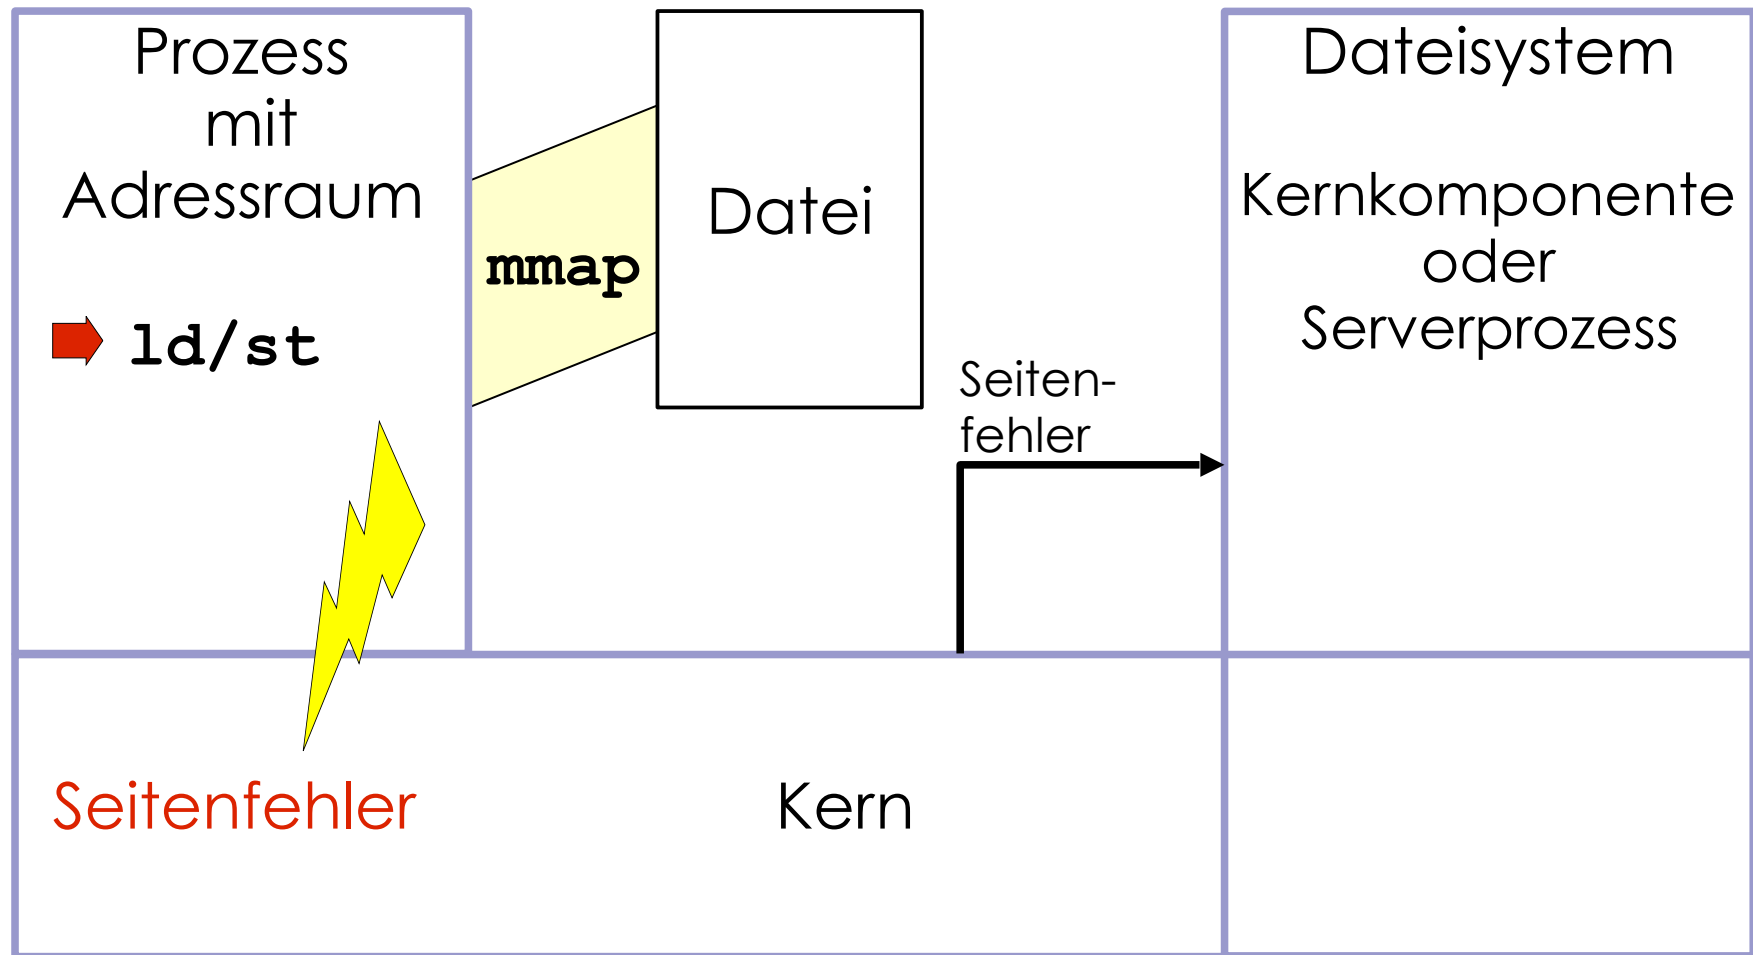 Prozess
mit
Adressraum
ld/st
mmap
Datei
Seiten-
fehler
Dateisystem
Kernkomponente
oder
Serverprozess
Seitenfehler
Kern